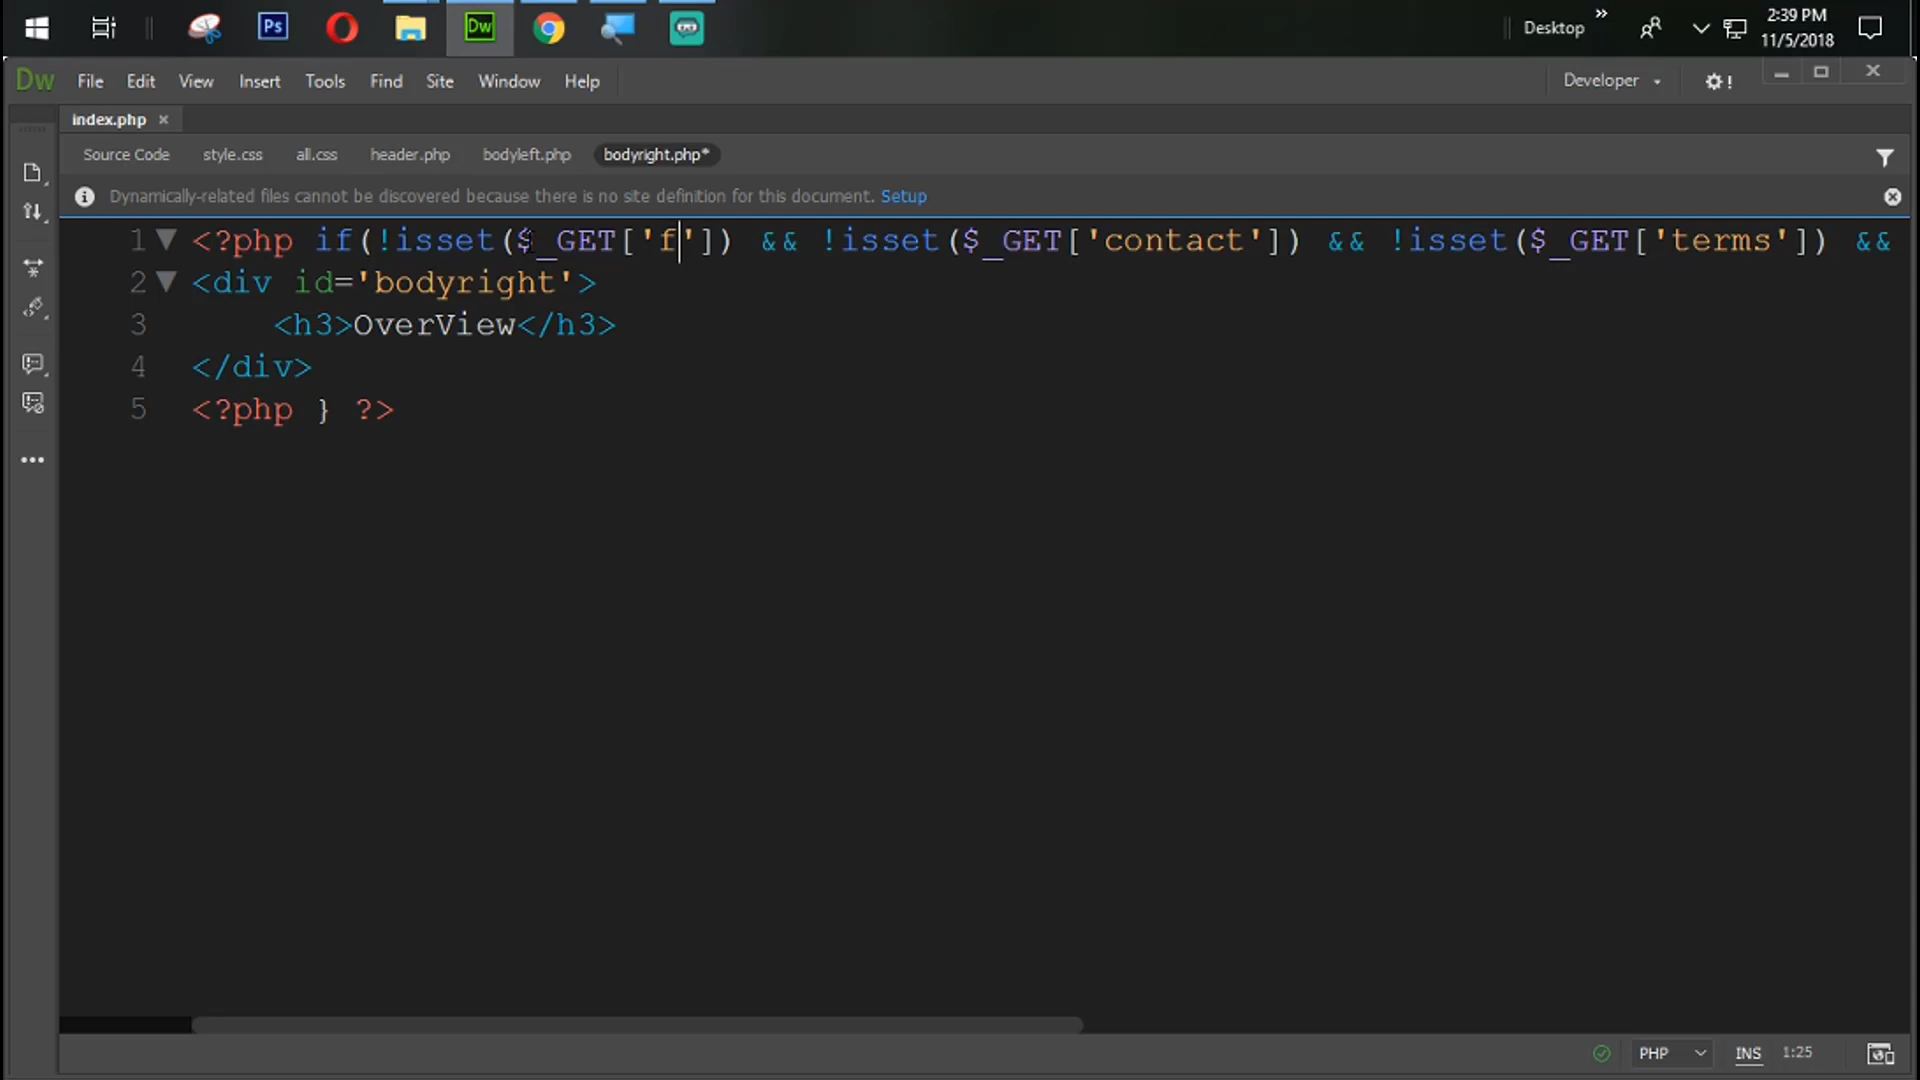 Ps
Dw
Desktop
»
2:39 PM
11/5/2018
Dw File Edit View Insert Tools Find Site Window Help
Developer
!
index.php
Source Code style.css all.css header.php bodyleft.php bodyright.php*
Dynamically-related files cannot be discovered because there is no site definition for this document. Setup
1 <?php if(!isset($_GET['f']) && !isset($_GET['contact']) && !isset($_GET['terms']) &&
2 <div id='bodyright'>
3 <h3>OverView</h3>
4 </div>
5 <?php } ?>
PHP
INS
1:25